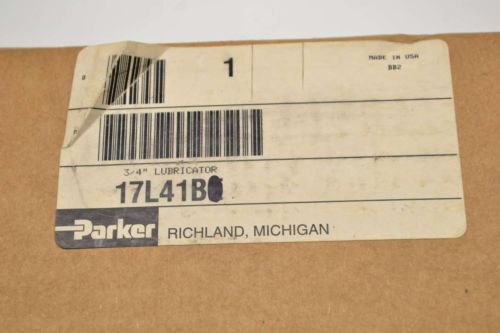 1
MADE IN USA
BB2
3/4" LUBRICATOR
17L41B
Parker RICHLAND, MICHIGAN